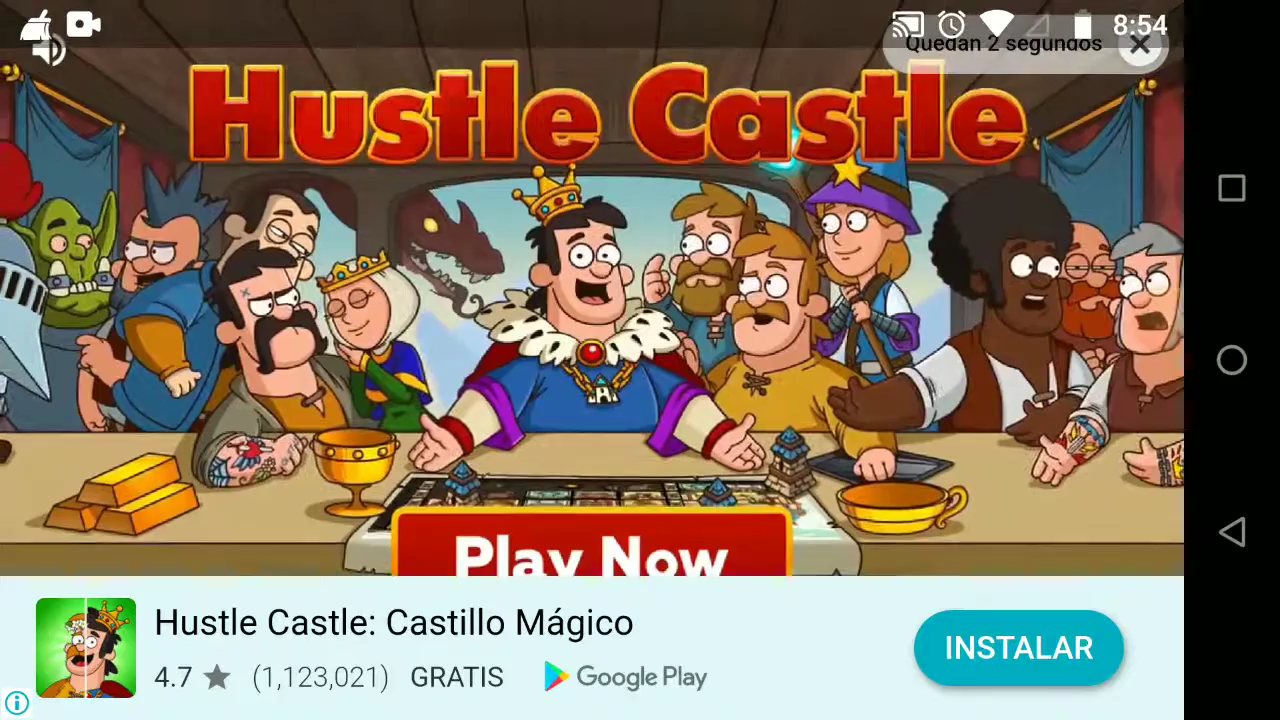 8:54
Quedan 2 segundos
Hustle Castle
Play Now
Hustle Castle: Castillo Mágico
4.7 ★ (1,123,021) GRATIS Google Play
INSTALAR